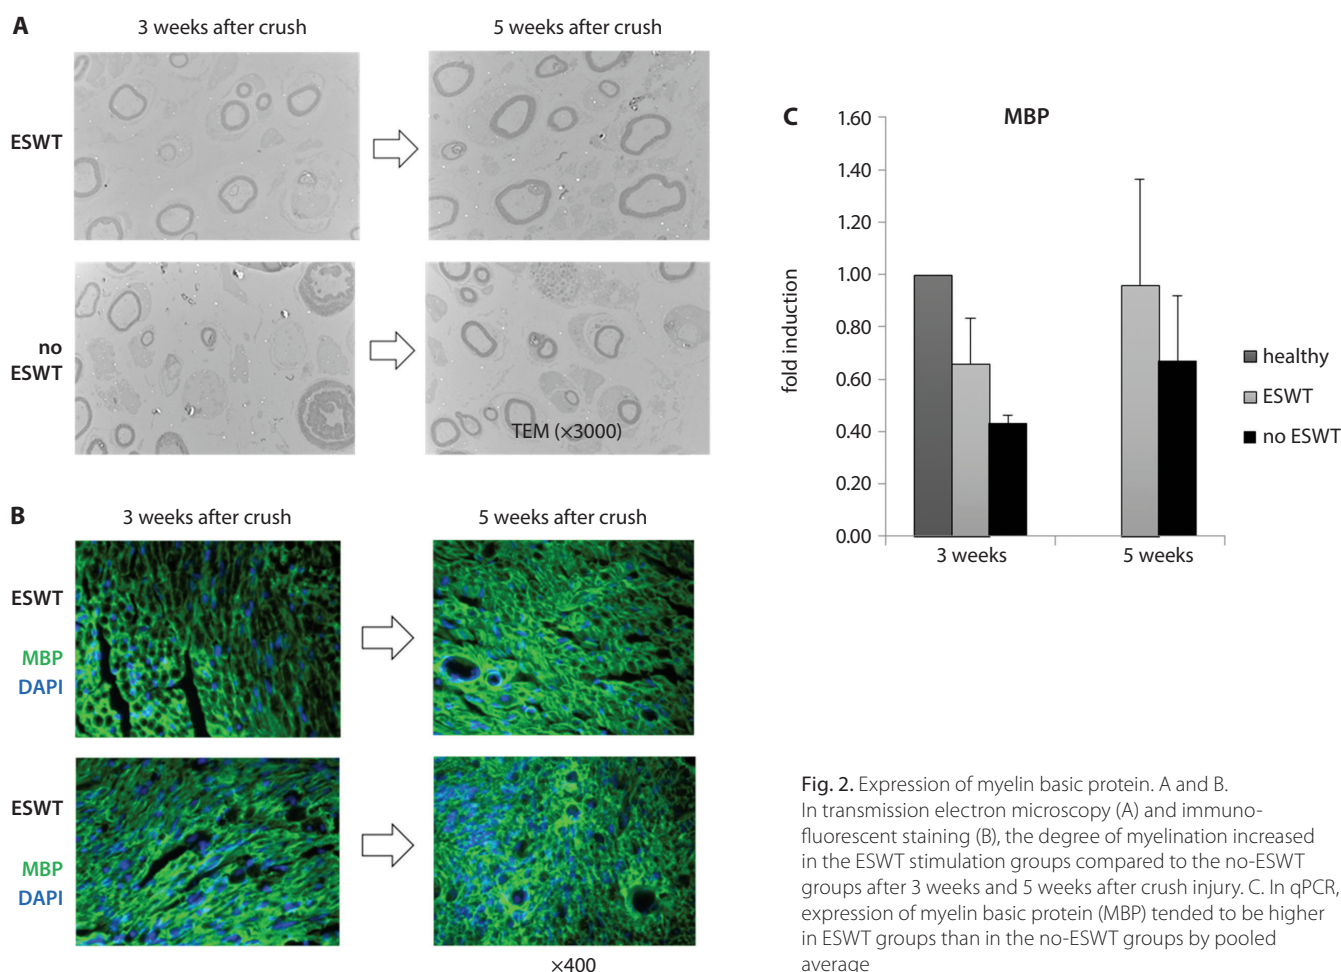 A
3 weeks after crush
5 weeks after crush
ESWT
no
ESWT
TEM (×3000)
B
3 weeks after crush
5 weeks after crush
ESWT
MBP
DAPI
ESWT
MBP
DAPI
×400
C
MBP
fold induction
1.60
1.40
1.20
1.00
0.80
0.60
0.40
0.20
0.00
3 weeks
5 weeks
healthy
ESWT
no ESWT
Fig. 2. Expression of myelin basic protein. A and B.
In transmission electron microscopy (A) and immuno-
fluorescent staining (B), the degree of myelination increased
in the ESWT stimulation groups compared to the no-ESWT
groups after 3 weeks and 5 weeks after crush injury. C. In qPCR,
expression of myelin basic protein (MBP) tended to be higher
in ESWT groups than in the no-ESWT groups by pooled
average